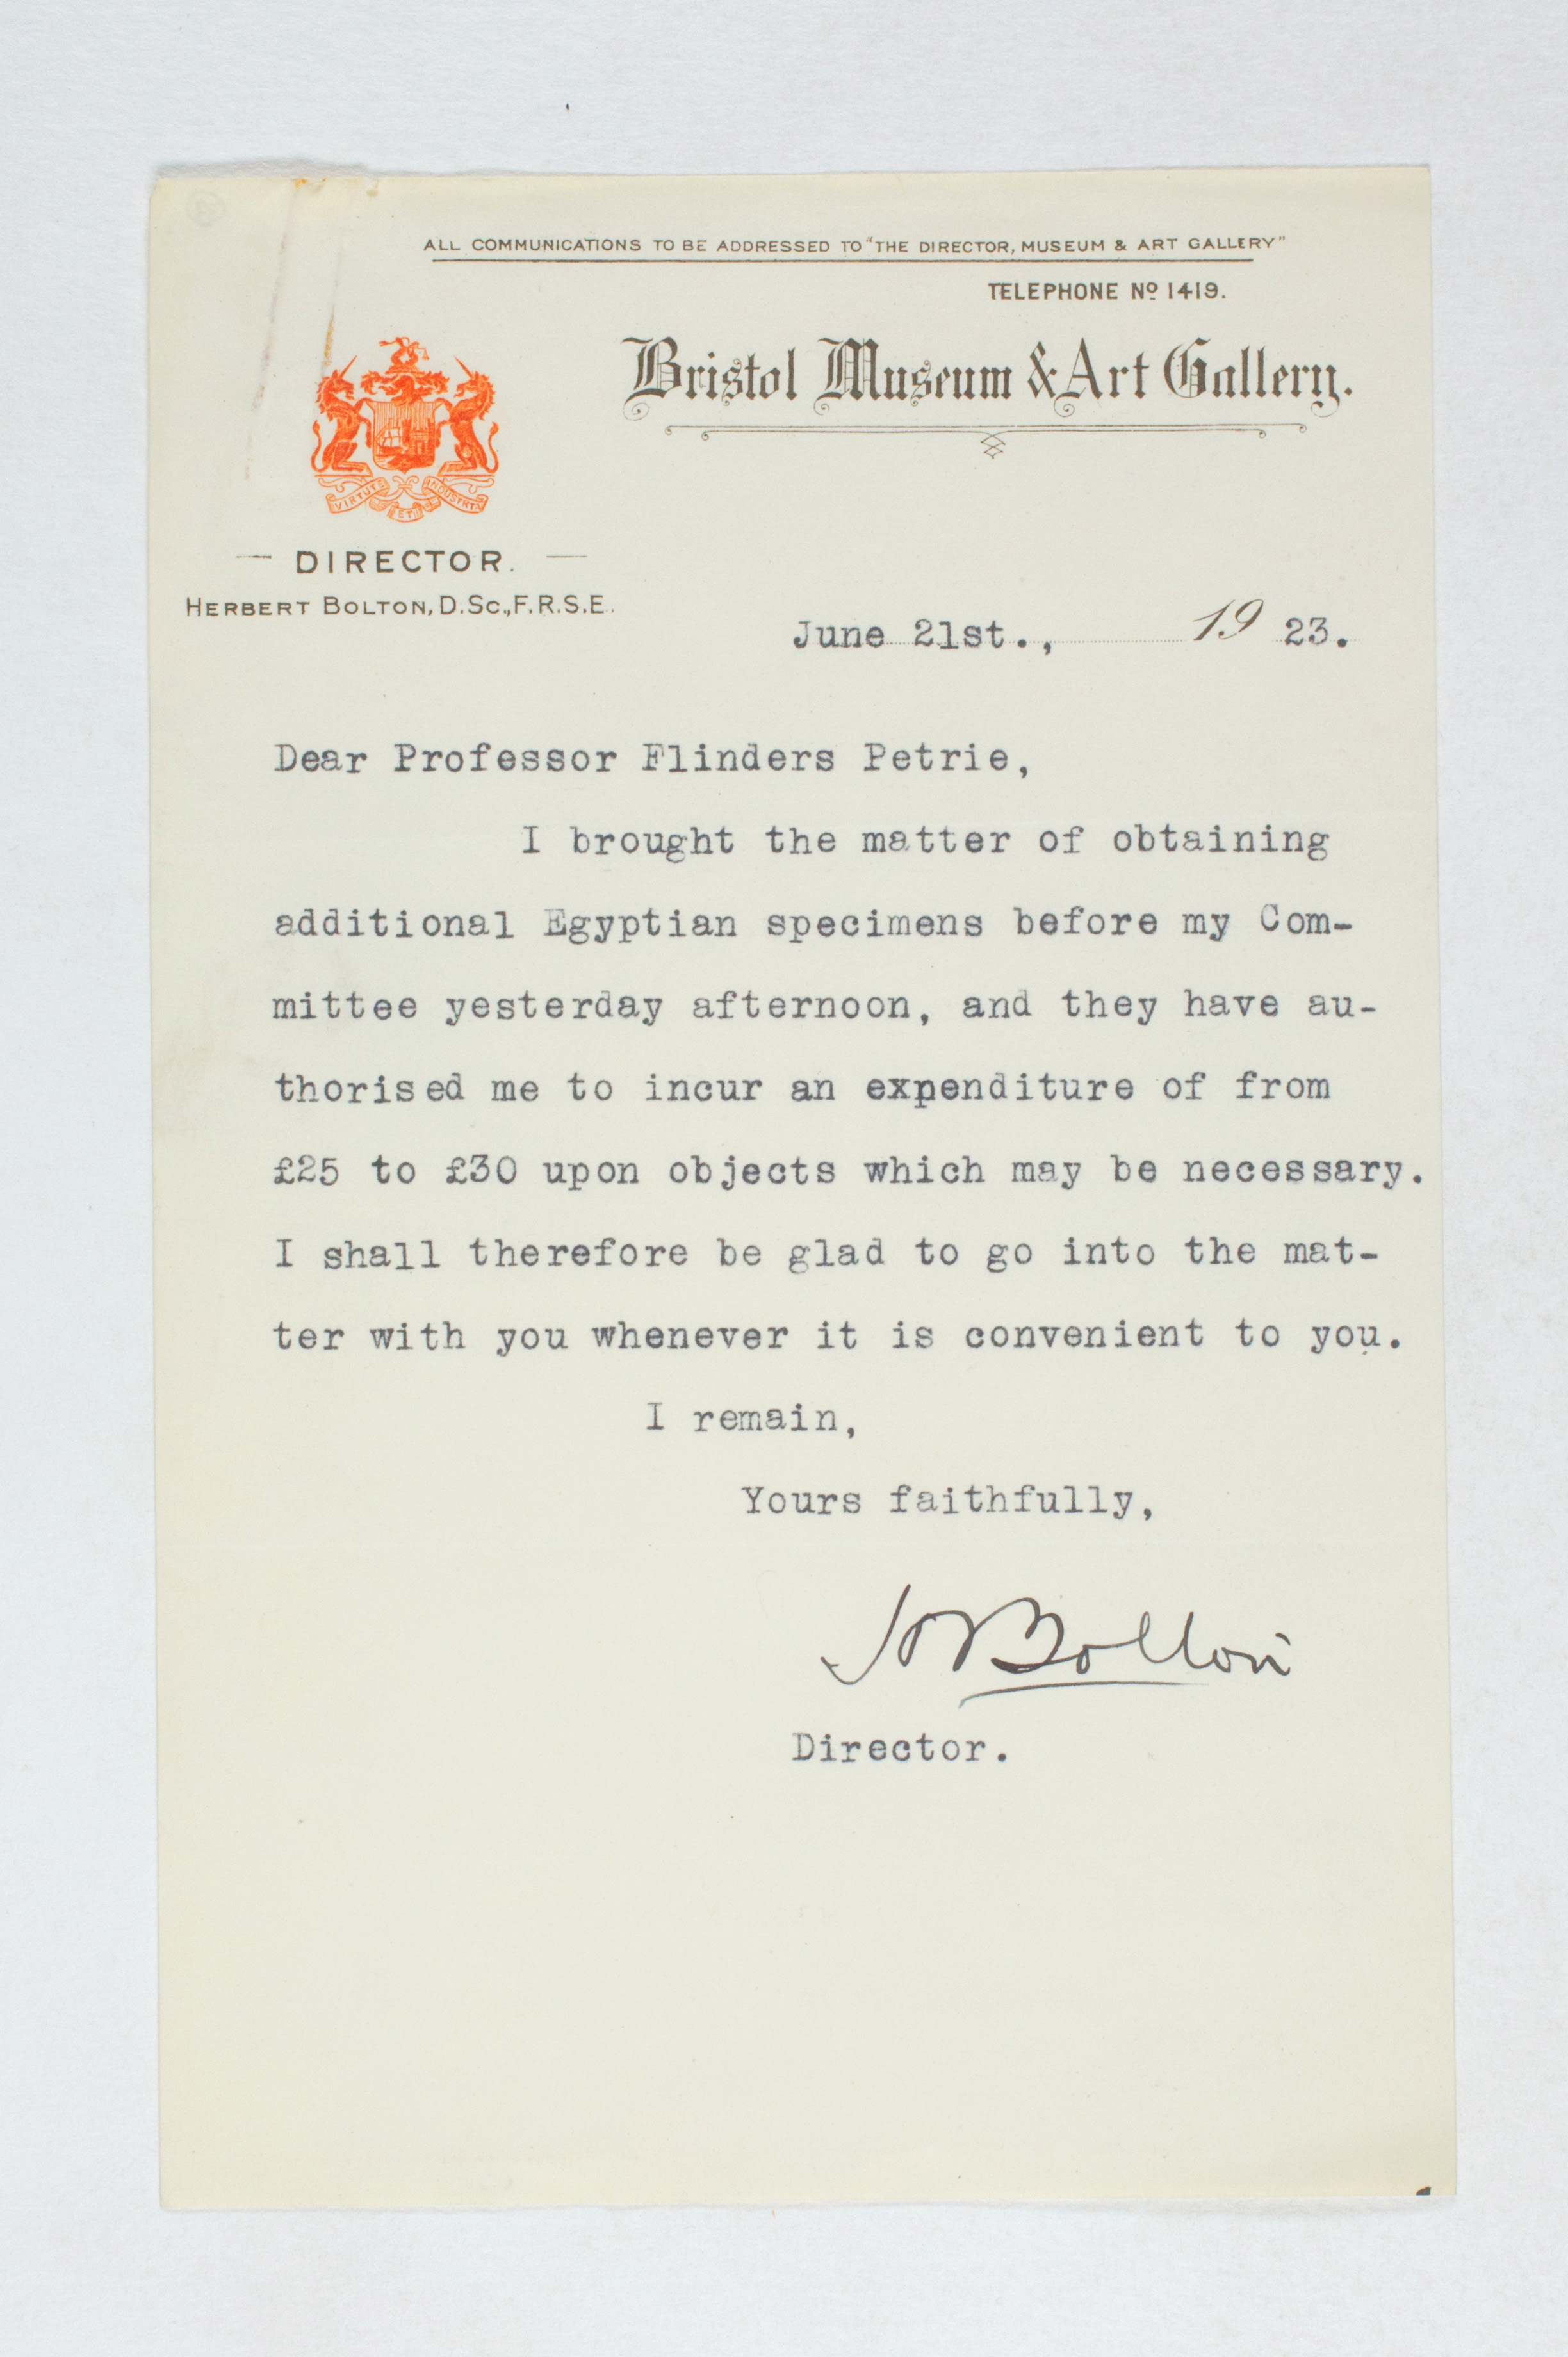 ALL COMMUNICATIONS TO BE ADDRESSED TO "THE DIRECTOR, MUSEUM & ART GALLERY"
TELEPHONE Nº 1419.
Bristol Museum & Art Gallery.
VIRTUTE ET INDUSTRIA
DIRECTOR.
HERBERT BOLTON, D.Sc., F.R.S.E.
June 21st., 19 23.
Dear Professor Flinders Petrie,
I brought the matter of obtaining
additional Egyptian specimens before my Com-
mittee yesterday afternoon, and they have au-
thorised me to incur an expenditure of from
£25 to £30 upon objects which may be necessary.
I shall therefore be glad to go into the mat-
ter with you whenever it is convenient to you.
I remain,
Yours faithfully,
H Bolton
Director.